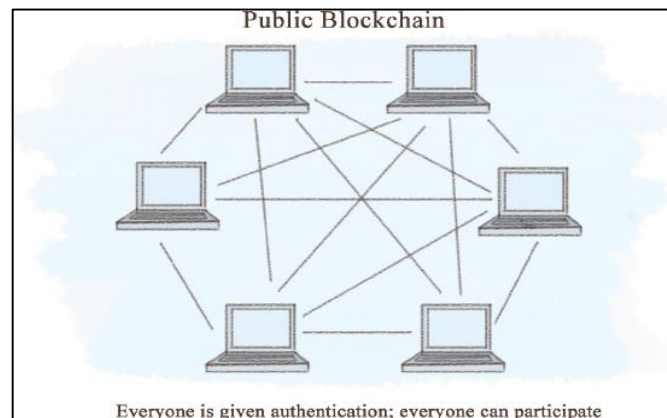 Public Blockchain
Everyone is given authentication; everyone can participate